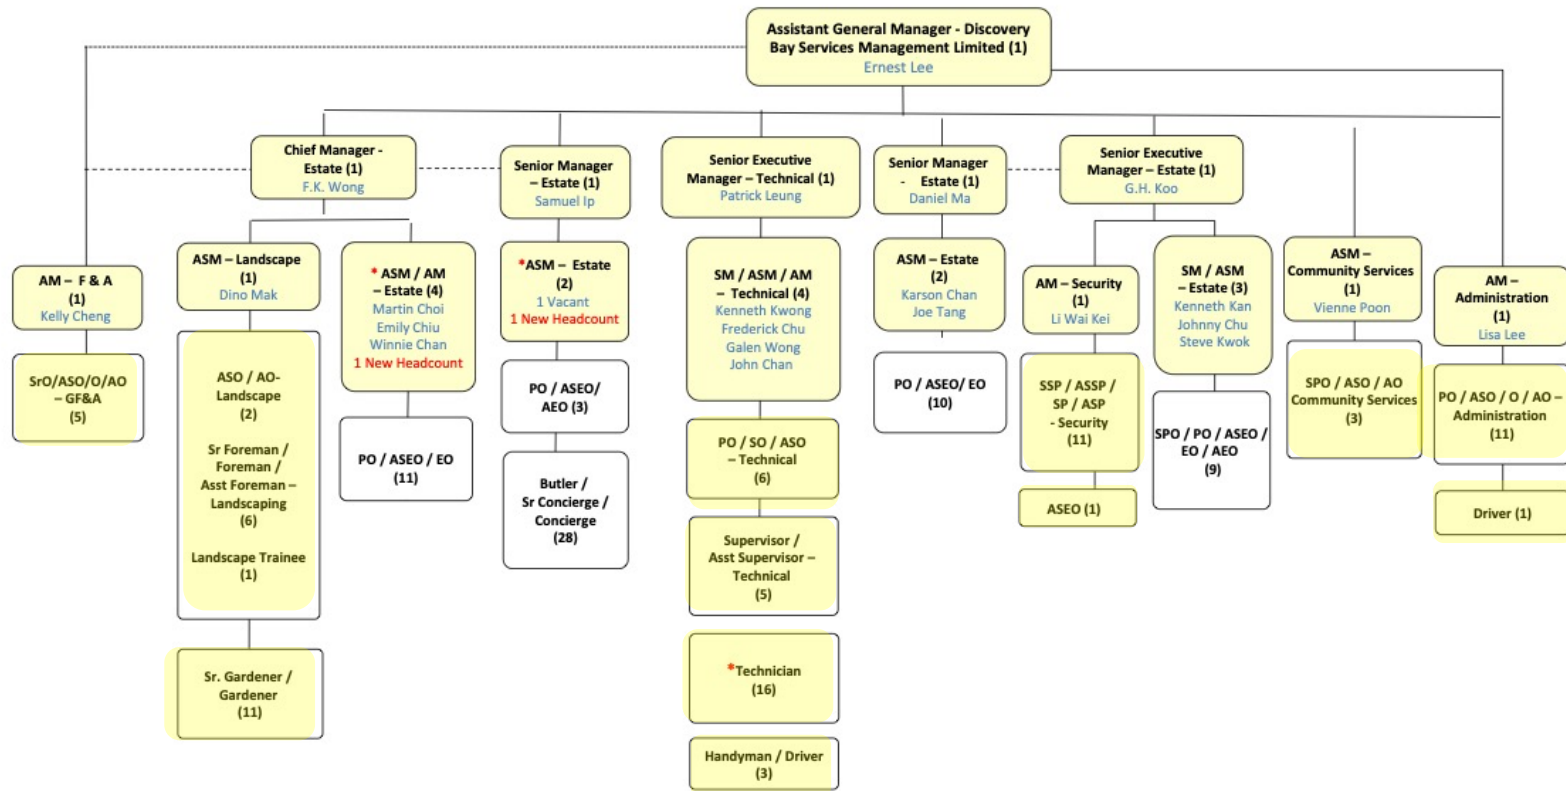 Assistant General Manager - Discovery
Bay Services Management Limited (1)
Ernest Lee
Chief Manager -
Estate (1)
F.K. Wong
Senior Manager
– Estate (1)
Samuel Ip
Senior Executive
Manager – Technical (1)
Patrick Leung
Senior Manager
- Estate (1)
Daniel Ma
Senior Executive
Manager – Estate (1)
G.H. Koo
AM – F & A
(1)
Kelly Cheng
ASM – Landscape
(1)
Dino Mak
* ASM / AM
– Estate (4)
Martin Choi
Emily Chiu
Winnie Chan
1 New Headcount
*ASM – Estate
(2)
1 Vacant
1 New Headcount
SM / ASM / AM
– Technical (4)
Kenneth Kwong
Frederick Chu
Galen Wong
John Chan
ASM – Estate
(2)
Karson Chan
Joe Tang
AM – Security
(1)
Li Wai Kei
SM / ASM
– Estate (3)
Kenneth Kan
Johnny Chu
Steve Kwok
ASM –
Community Services
(1)
Vienne Poon
AM –
Administration
(1)
Lisa Lee
SrO/ASO/O/AO
– GF&A
(5)
ASO / AO-
Landscape
(2)
Sr Foreman /
Foreman /
Asst Foreman –
Landscaping
(6)
Landscape Trainee
(1)
Sr. Gardener /
Gardener
(11)
PO / ASEO / EO
(11)
PO / ASEO/
AEO (3)
Butler /
Sr Concierge /
Concierge
(28)
PO / SO / ASO
– Technical
(6)
Supervisor /
Asst Supervisor –
Technical
(5)
*Technician
(16)
Handyman / Driver
(3)
PO / ASEO/ EO
(10)
SSP / ASSP /
SP / ASP
- Security
(11)
ASEO (1)
SPO / PO / ASEO /
EO / AEO
(9)
SPO / ASO / AO
Community Services
(3)
PO / ASO / O / AO –
Administration
(11)
Driver (1)